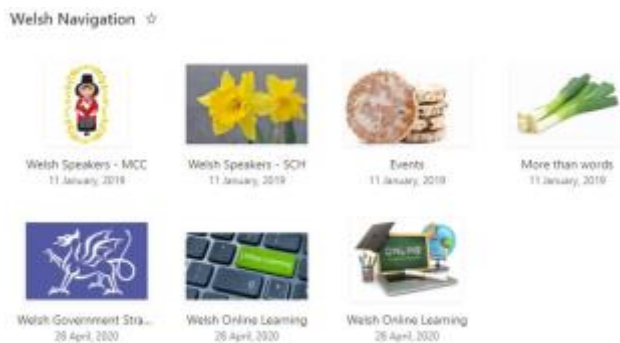 Welsh Navigation ☆
Welsh Speakers - MCC
11 January, 2019
Welsh Speakers - SCH
11 January, 2019
Events
11 January, 2019
More than words
11 January, 2019
Online Learning
ONLINE
Welsh Government Stra...
28 April, 2020
Welsh Online Learning
28 April, 2020
Welsh Online Learning
28 April, 2020